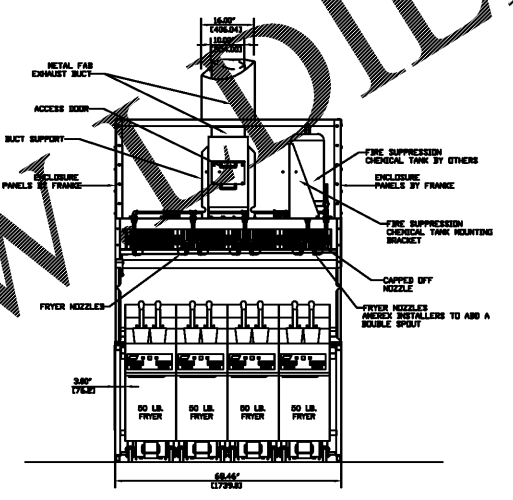 16.00"
[406.04]
10.00"
METAL FAB
EXHAUST DUCT
ACCESS DOOR
DUCT SUPPORT
ENCLOSURE
PANELS BY FRANKE
FIRE SUPPRESSION
CHEMICAL TANK BY OTHERS
ENCLOSURE
PANELS BY FRANKE
FIRE SUPPRESSION
CHEMICAL TANK MOUNTING
BRACKET
CAPPED OFF
NOZZLE
FRYER NOZZLES
FRYER NOZZLES
ANEREX INSTALLERS TO ADD A
DOUBLE SPOUT
3.00"
[76.2]
50 LB.
FRYER
50 LB.
FRYER
50 LB.
FRYER
50 LB.
FRYER
68.46"
[1739.8]